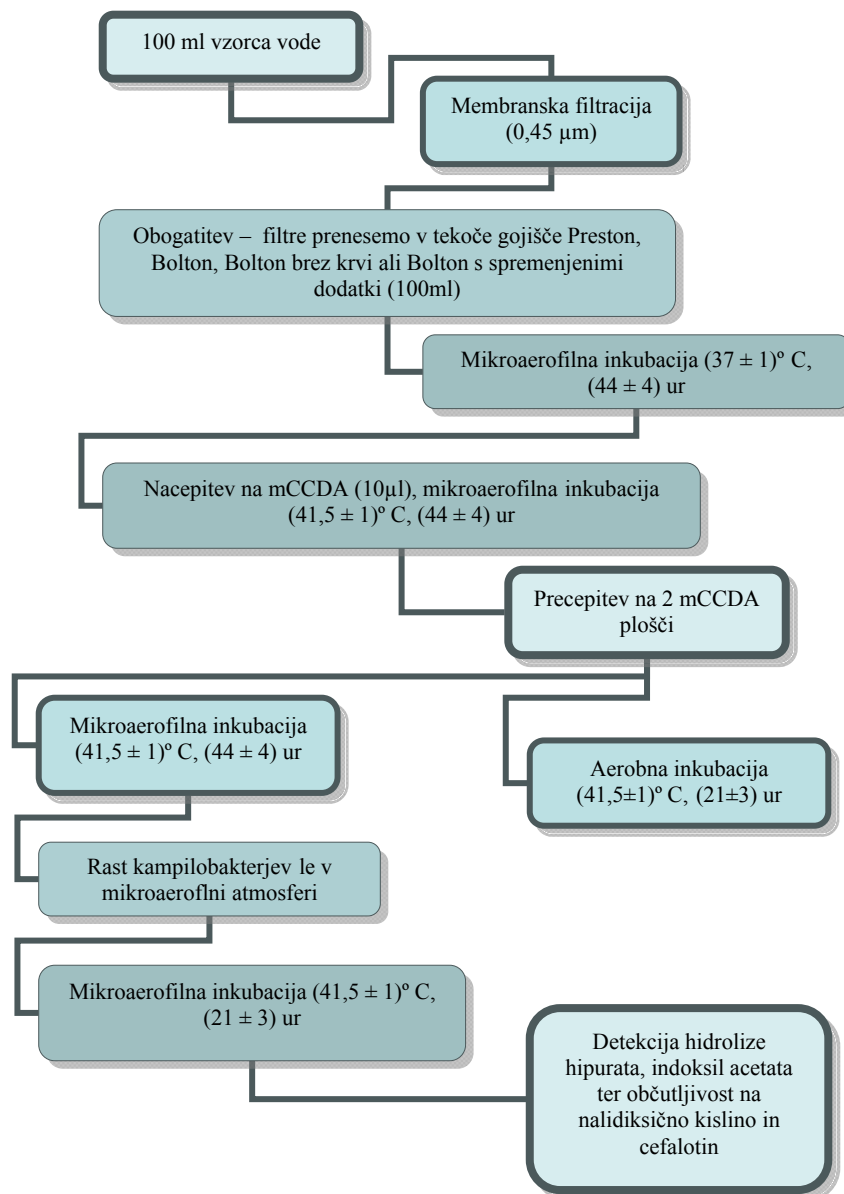 100 ml vzorca vode
Membranska filtracija
(0,45 µm)
Obogatitev – filtre prenesemo v tekoče gojišče Preston,
Bolton, Bolton brez krvi ali Bolton s spremenjenimi
dodatki (100ml)
Mikroaerofilna inkubacija (37 ± 1)º C,
(44 ± 4) ur
Nacepitev na mCCDA (10µl), mikroaerofilna inkubacija
(41,5 ± 1)º C, (44 ± 4) ur
Precepitev na 2 mCCDA
plošči
Mikroaerofilna inkubacija
(41,5 ± 1)º C, (44 ± 4) ur
Aerobna inkubacija
(41,5±1)º C, (21±3) ur
Rast kampilobakterjev le v
mikroaeroflni atmosferi
Mikroaerofilna inkubacija (41,5 ± 1)º C,
(21 ± 3) ur
Detekcija hidrolize
hipurata, indoksil acetata
ter občutljivost na
nalidiksično kislino in
cefalotin